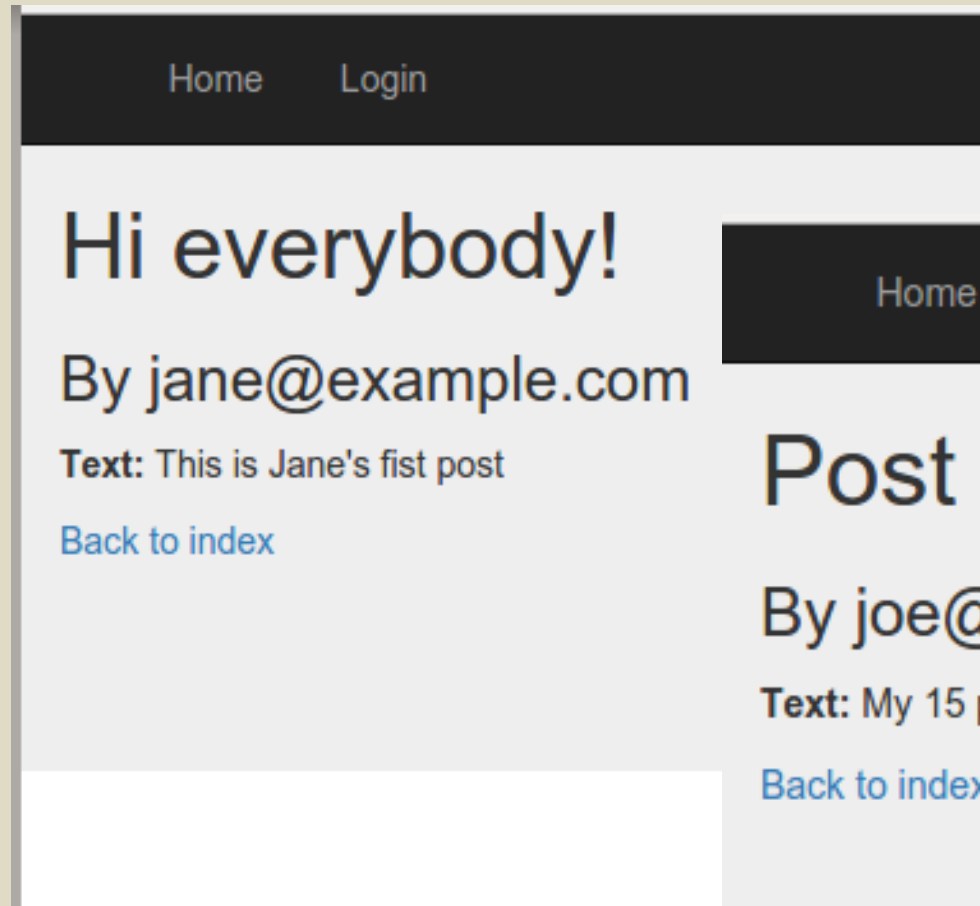 Home Login
Hi everybody!
By jane@example.com
Text: This is Jane's fist post
Back to index
Home
Post
By joe@
Text: My 15
Back to index